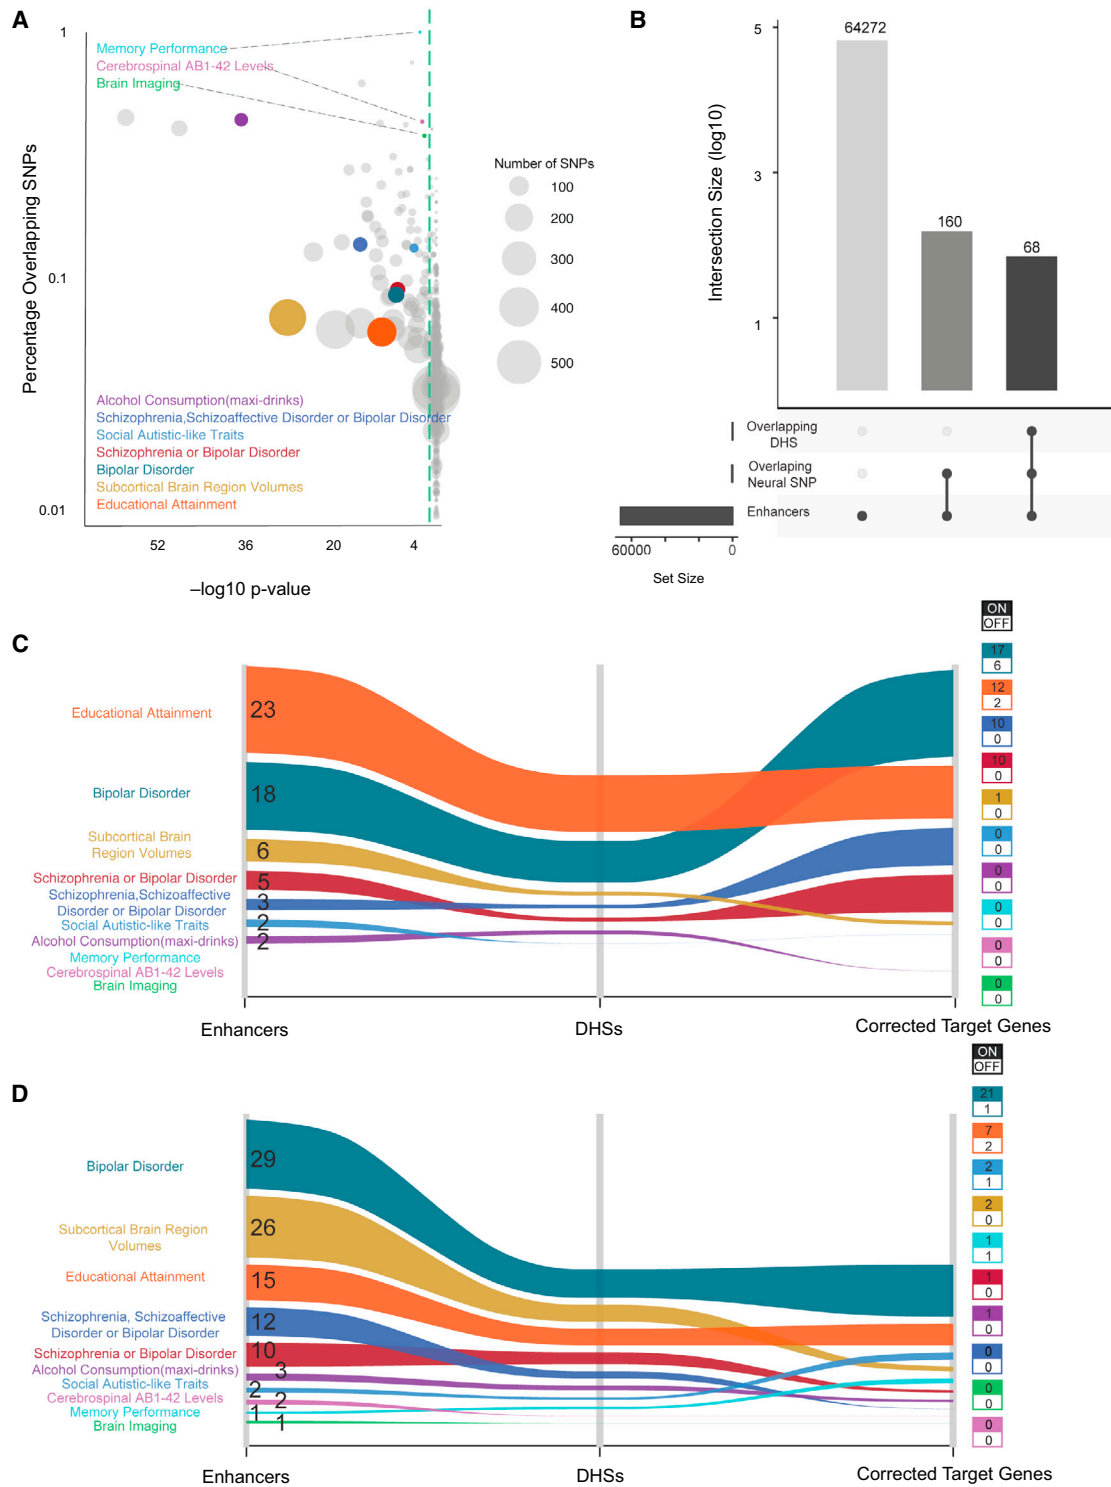 A
1
Memory Performance
Cerebrospinal AB1-42 Levels
Brain Imaging
Percentage Overlapping SNPs
0.1
Alcohol Consumption(maxi-drinks)
Schizophrenia,Schizoaffective Disorder or Bipolar Disorder
Social Autistic-like Traits
Schizophrenia or Bipolar Disorder
Bipolar Disorder
Subcortical Brain Region Volumes
Educational Attainment
0.01
52 36 20 4
–log10 p-value
Number of SNPs
100
200
300
400
500
B
5
3
1
Intersection Size (log10)
64272
160
68
Overlapping
DHS
Overlaping
Neural SNP
Enhancers
60000 0
Set Size
C
Educational Attainment
23
Bipolar Disorder
18
Subcortical Brain
Region Volumes
6
Schizophrenia or Bipolar Disorder
5
Schizophrenia,Schizoaffective
Disorder or Bipolar Disorder
3
Social Autistic-like Traits
2
Alcohol Consumption(maxi-drinks)
2
Memory Performance
Cerebrospinal AB1-42 Levels
Brain Imaging
Enhancers
DHSs
Corrected Target Genes
ON
OFF
17
6
12
2
10
0
10
0
1
0
0
0
0
0
0
0
0
0
0
0
D
Bipolar Disorder
29
Subcortical Brain Region
Volumes
26
Educational Attainment
15
Schizophrenia, Schizoaffective
Disorder or Bipolar Disorder
12
Schizophrenia or Bipolar Disorder
10
Alcohol Consumption(maxi-drinks)
3
Social Autistic-like Traits
2
Cerebrospinal AB1-42 Levels
2
Memory Performance
1
Brain Imaging
1
Enhancers
DHSs
Corrected Target Genes
ON
OFF
21
1
7
2
2
1
2
0
1
1
1
0
1
0
0
0
0
0
0
0